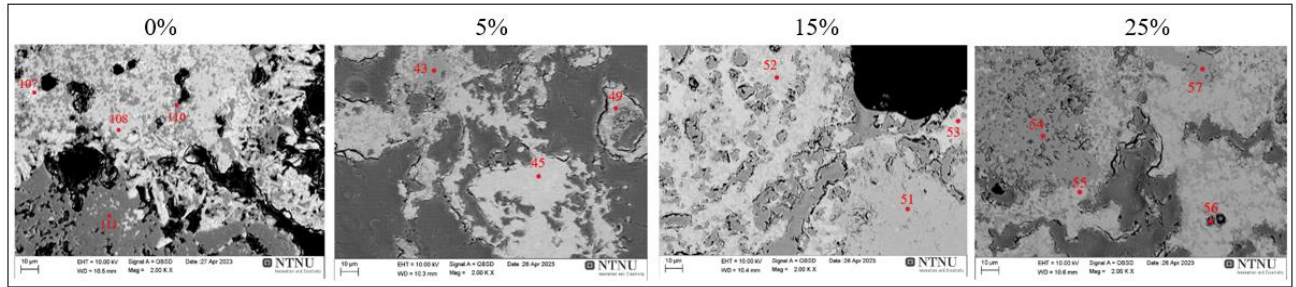 0%
5%
15%
25%
107
108
110
111
10 µm
EHT = 10.00 kV
WD = 10.6 mm
Signal A = QBSD
Mag = 2.00 K X
Date :27 Apr 2023
NTNU
43
49
45
10 µm
EHT = 10.00 kV
WD = 10.3 mm
Signal A = QBSD
Mag = 2.00 K X
Date :26 Apr 2023
NTNU
52
53
51
10 µm
EHT = 10.00 kV
WD = 10.4 mm
Signal A = QBSD
Mag = 2.00 K X
Date :26 Apr 2023
NTNU
57
54
55
56
10 µm
EHT = 10.00 kV
WD = 10.6 mm
Signal A = QBSD
Mag = 2.00 K X
Date :26 Apr 2023
NTNU